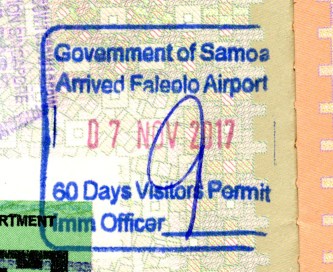 Government of Samoa
Arrived Faleolo Airport
07 NOV 2017
60 Days Visitors Permit
RTMENT
Imm Officer